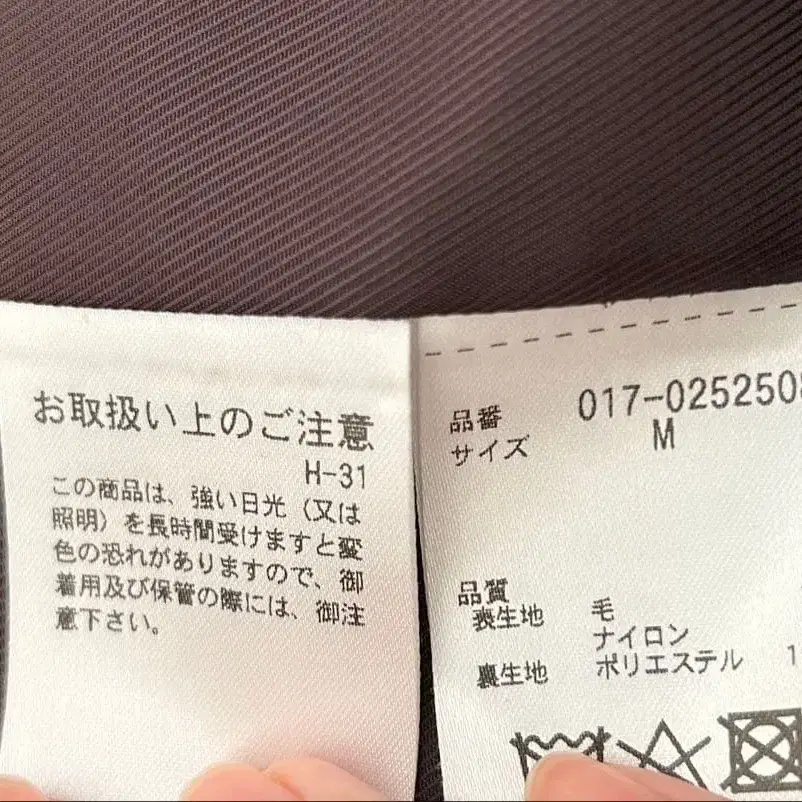 お取扱い上のご注意
H-31
この商品は、強い日光（又は
照明）を長時間受けますと変
色の恐れがありますので、御
着用及び保管の際には、御注
意下さい。
品番 017-025250
サイズ M
品質
表生地 毛
ナイロン
裏生地 ポリエステル 1